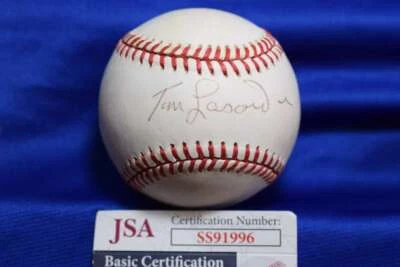 Tom Lasorda
JSA
Certification Number:
SS91996
Basic Certification